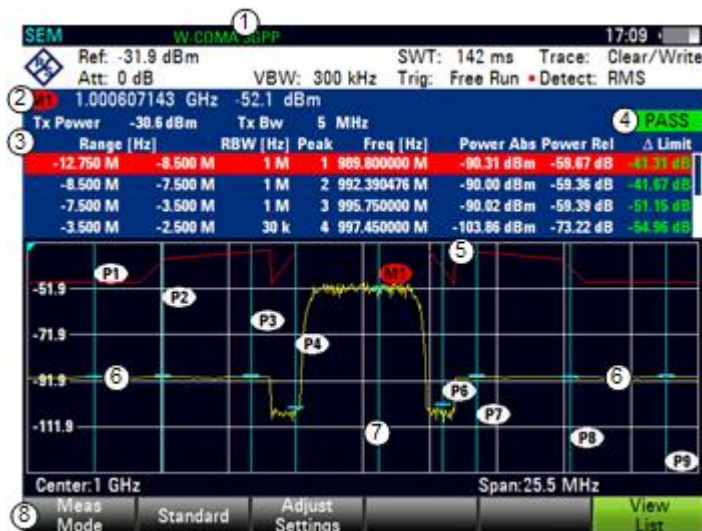 1
SEM W-CDMA 3GPP 17:09
Ref: -31.9 dBm SWT: 142 ms Trace: Clear/Write
Att: 0 dB VBW: 300 kHz Trig: Free Run Detect: RMS
2 M1 1.000607143 GHz -52.1 dBm
Tx Power -30.6 dBm Tx Bw 5 MHz 4 PASS
3 Range [Hz] RBW [Hz] Peak Freq [Hz] Power Abs Power Rel Δ Limit
-12.750 M -8.500 M 1 M 1 989.800000 M -90.31 dBm -59.67 dB -41.31 dB
-8.500 M -7.500 M 1 M 2 992.390476 M -90.00 dBm -59.36 dB -41.67 dB
-7.500 M -3.500 M 1 M 3 995.750000 M -90.02 dBm -59.39 dB -51.15 dB
-3.500 M -2.500 M 30 k 4 997.450000 M -103.86 dBm -73.22 dB -54.96 dB
5
P1 M1
-51.9
P2
P3
-71.9
P4
6 6
-91.9
P6
P7
-111.9
7
P8
P9
Center:1 GHz Span:25.5 MHz
8 Meas Mode Standard Adjust Settings View List